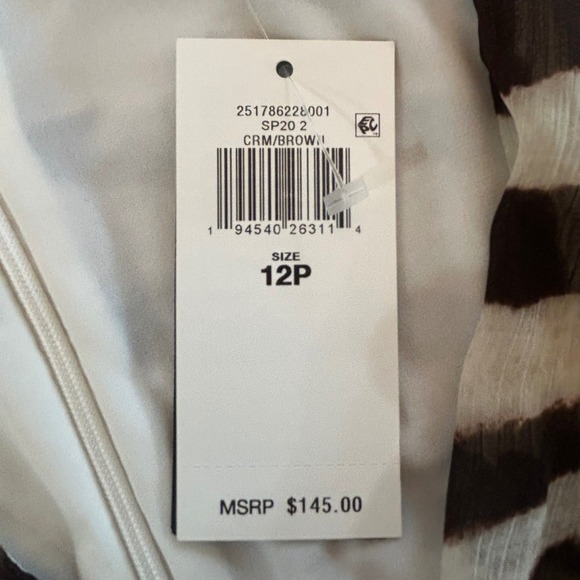 251786228001
SP20 2
CRM/BROWN
1 94540 26311 4
SIZE
12P
MSRP $145.00